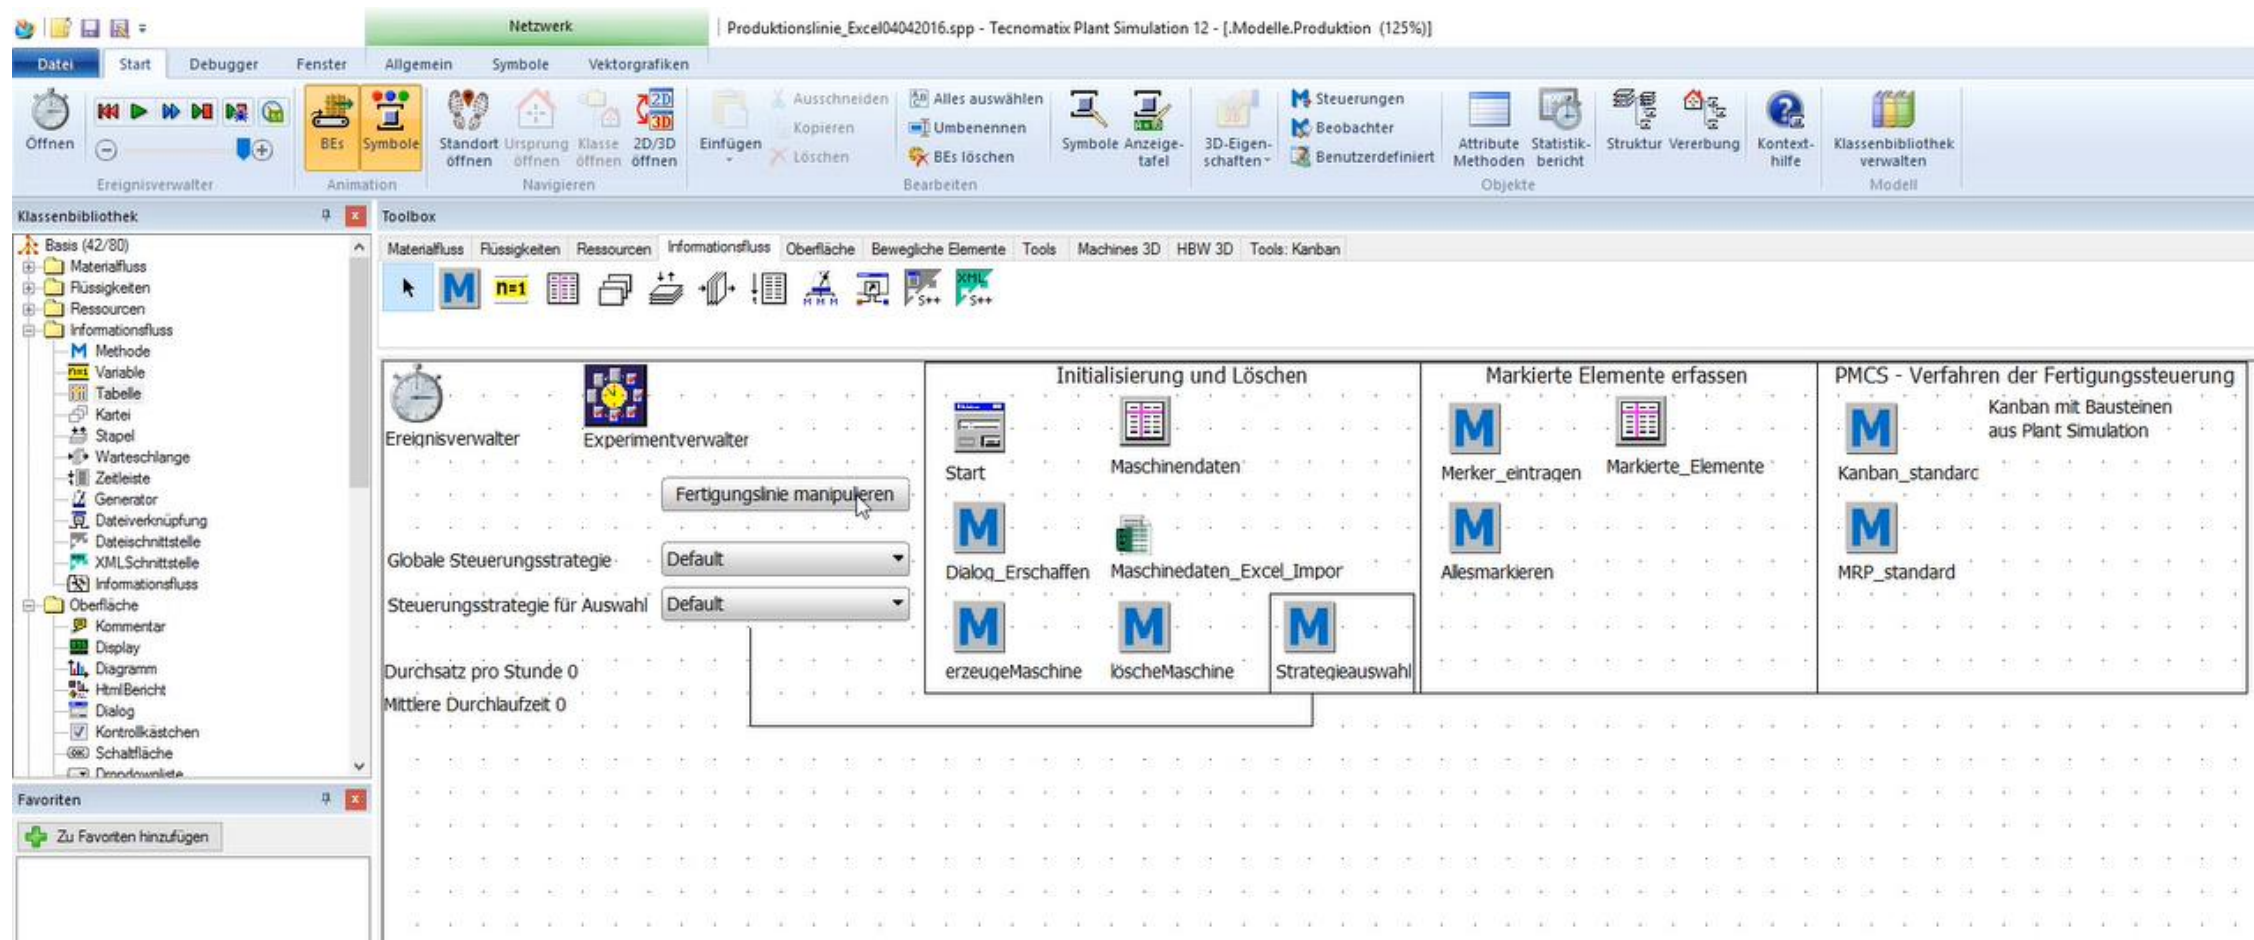 Netzwerk
Produktionslinie_Excel04042016.spp - Tecnomatix Plant Simulation 12 - [.Modelle.Produktion (125%)]
Datei Start Debugger Fenster Allgemein Symbole Vektorgrafiken
Öffnen
Ereignisverwalter
BEs Symbole
Animation
Standort öffnen Ursprung öffnen Klasse öffnen 2D/3D öffnen
Navigieren
Einfügen
Ausschneiden
Kopieren
Löschen
Alles auswählen
Umbenennen
BEs löschen
Symbole Anzeige-
tafel
Bearbeiten
3D-Eigen-
schaften
Steuerungen
Beobachter
Benutzerdefiniert
Attribute
Methoden
Statistik-
bericht
Struktur Vererbung
Kontext-
hilfe
Objekte
Klassenbibliothek
verwalten
Modell
Klassenbibliothek
Basis (42/80)
Materialfluss
Flüssigkeiten
Ressourcen
Informationsfluss
Methode
n=1 Variable
Tabelle
Kartei
Stapel
Warteschlange
Zeitleiste
Generator
Dateiverknüpfung
Dateischnittstelle
XMLSchnittstelle
Informationsfluss
Oberfläche
Kommentar
Display
Diagramm
HtmlBericht
Dialog
Kontrollkästchen
Schaltfläche
Dropdownliste
Favoriten
Zu Favoriten hinzufügen
Toolbox
Materialfluss Flüssigkeiten Ressourcen Informationsfluss Oberfläche Bewegliche Elemente Tools Machines 3D HBW 3D Tools: Kanban
M n=1 S++ XML S++
Ereignisverwalter
Experimentverwalter
Fertigungslinie manipulieren
Globale Steuerungsstrategie Default
Steuerungsstrategie für Auswahl Default
Durchsatz pro Stunde 0
Mittlere Durchlaufzeit 0
Initialisierung und Löschen
Start
Maschinendaten
M
Dialog_Erschaffen
Maschinedaten_Excel_Impor
M M M
erzeugeMaschine
löscheMaschine
Strategieauswahl
Markierte Elemente erfassen
M
Merker_eintragen
Markierte_Elemente
M
Allesmarkieren
PMCS - Verfahren der Fertigungssteuerung
M
Kanban mit Bausteinen
aus Plant Simulation
Kanban_standarc
M
MRP_standard